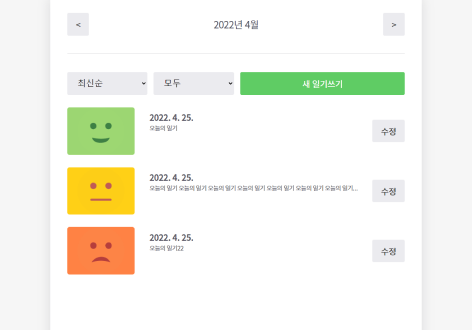 <
2022년 4월
>
최신순
모두
새 일기쓰기
2022. 4. 25.
오늘의 일기
수정
2022. 4. 25.
오늘의 일기 오늘의 일기 오늘의 일기 오늘의 일기 오늘의 일기 오늘의 일기 오늘의 일기...
수정
2022. 4. 25.
오늘의 일기22
수정